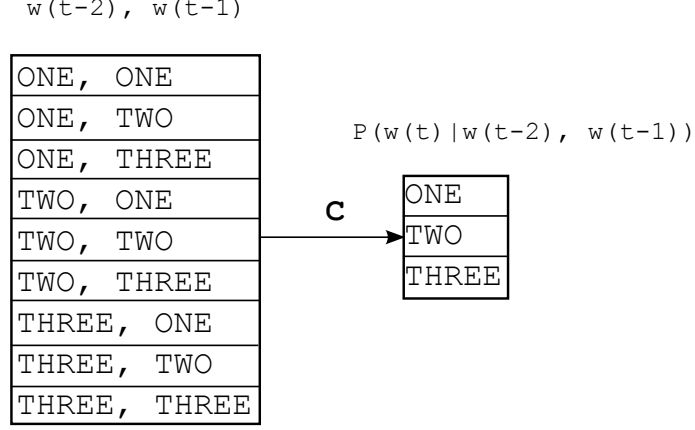 w(t-2), w(t-1)
ONE, ONE
ONE, TWO
ONE, THREE
TWO, ONE
TWO, TWO
TWO, THREE
THREE, ONE
THREE, TWO
THREE, THREE
C
P(w(t)|w(t-2), w(t-1))
ONE
TWO
THREE